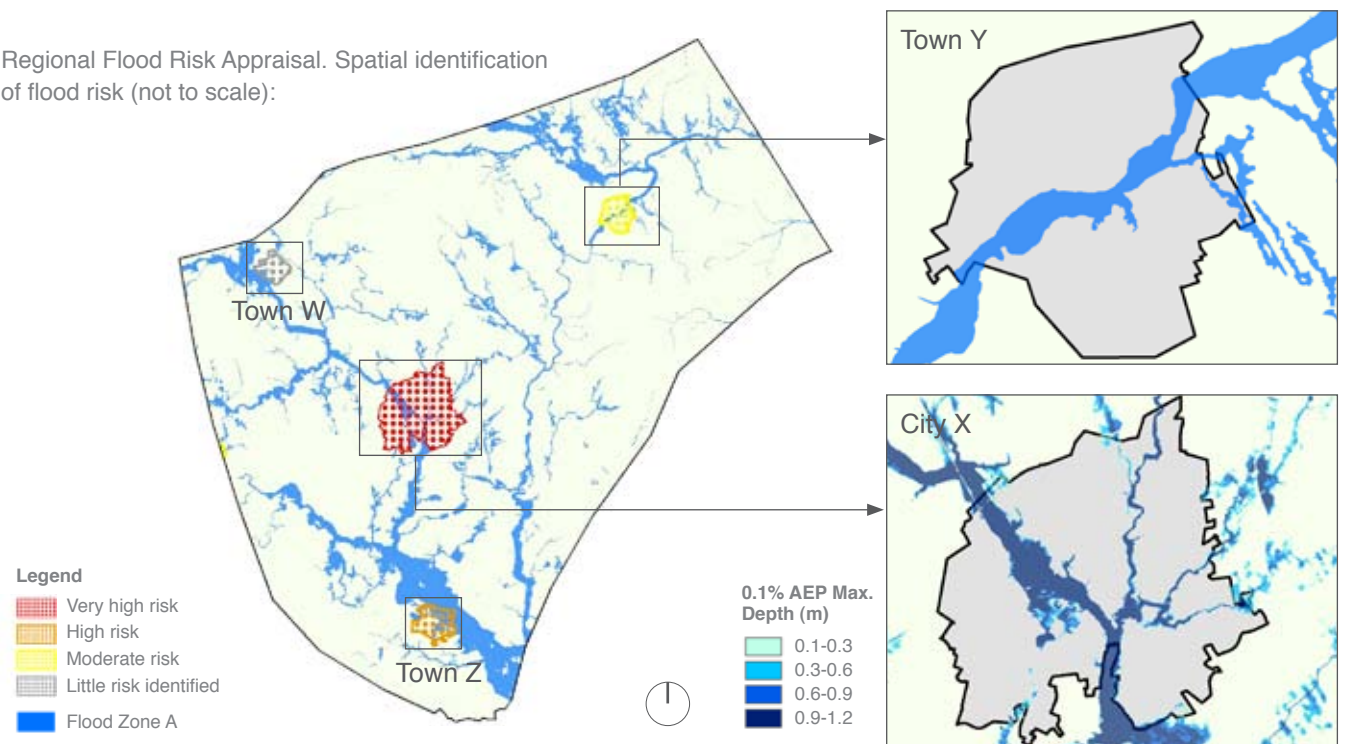 Regional Flood Risk Appraisal. Spatial identification
of flood risk (not to scale):
Town Y
Town W
City X
Town Z
Legend
Very high risk
High risk
Moderate risk
Little risk identified
Flood Zone A
0.1% AEP Max.
Depth (m)
0.1-0.3
0.3-0.6
0.6-0.9
0.9-1.2